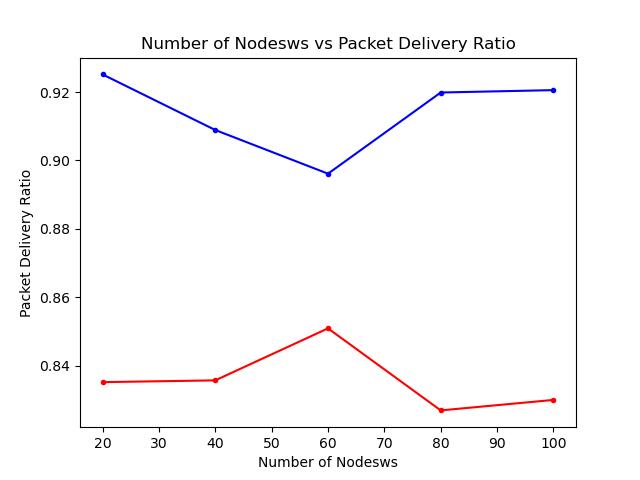 Number of Nodesws vs Packet Delivery Ratio
Packet Delivery Ratio
0.92
0.90
0.88
0.86
0.84
20 30 40 50 60 70 80 90 100
Number of Nodesws